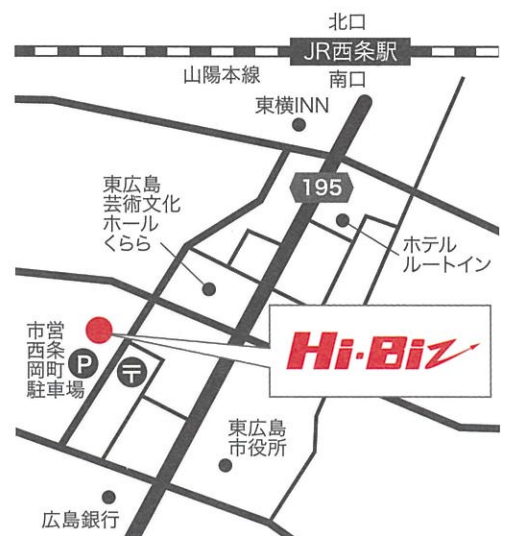 北口
JR西条駅
山陽本線
南口
東横INN
195
東広島
芸術文化
ホール
くらら
ホテル
ルートイン
Hi-Biz
市営
西条
岡町
駐車場
P
〒
東広島
市役所
広島銀行